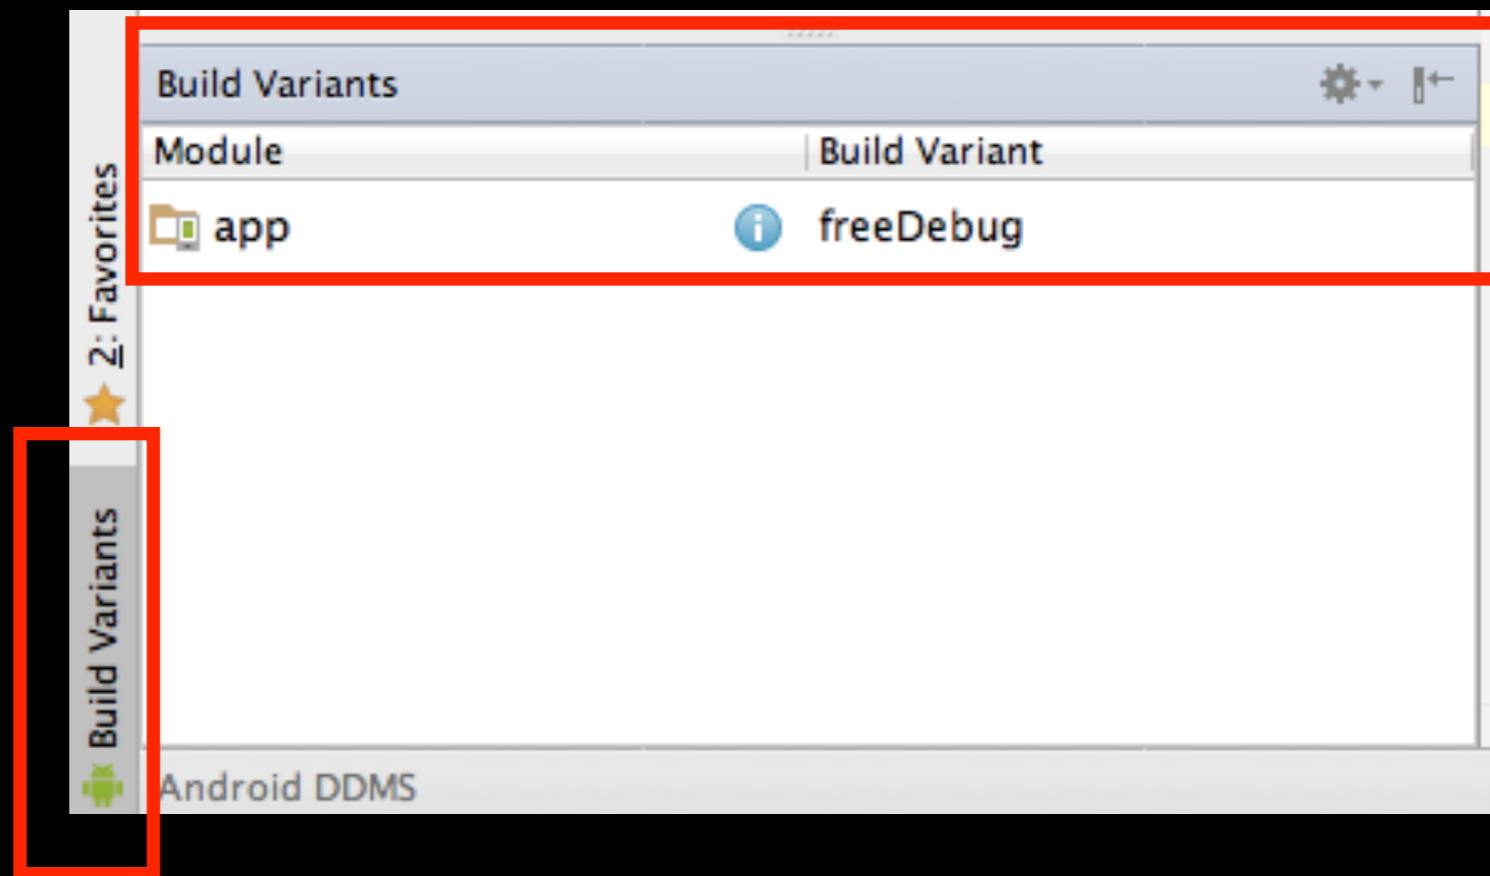 Build Variants
Module Build Variant
app freeDebug
2: Favorites
Build Variants
Android DDMS